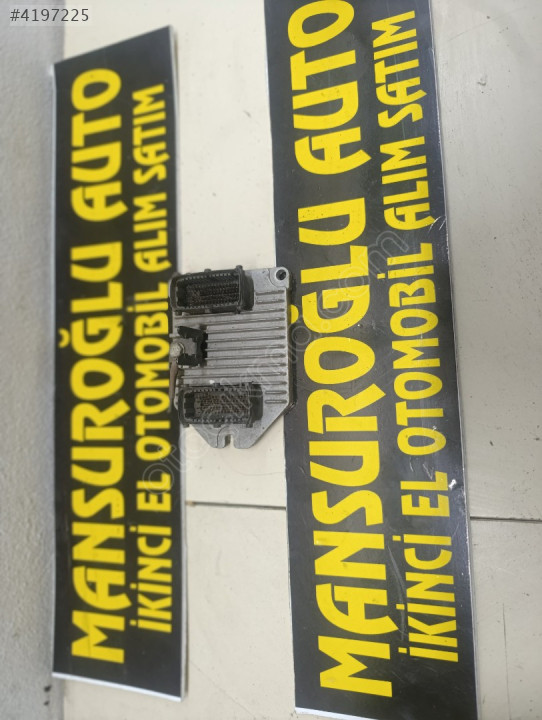 #4197225
MANSUROĞLU AUTO
İKİNCİ EL OTOMOBİL ALIM SATIM
MANSUROĞLU AUTO
İKİNCİ EL OTOMOBİL ALIM SATIM